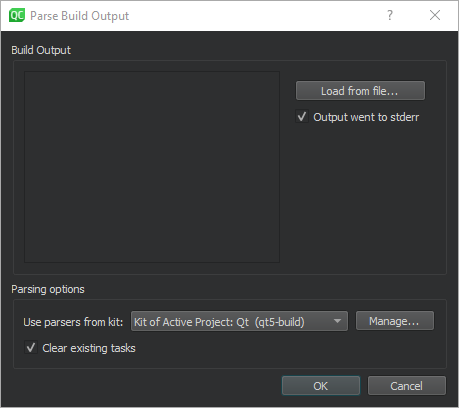 QC Parse Build Output ?
Build Output
Load from file...
Output went to stderr
Parsing options
Use parsers from kit: Kit of Active Project: Qt (qt5-build) Manage...
Clear existing tasks
OK Cancel